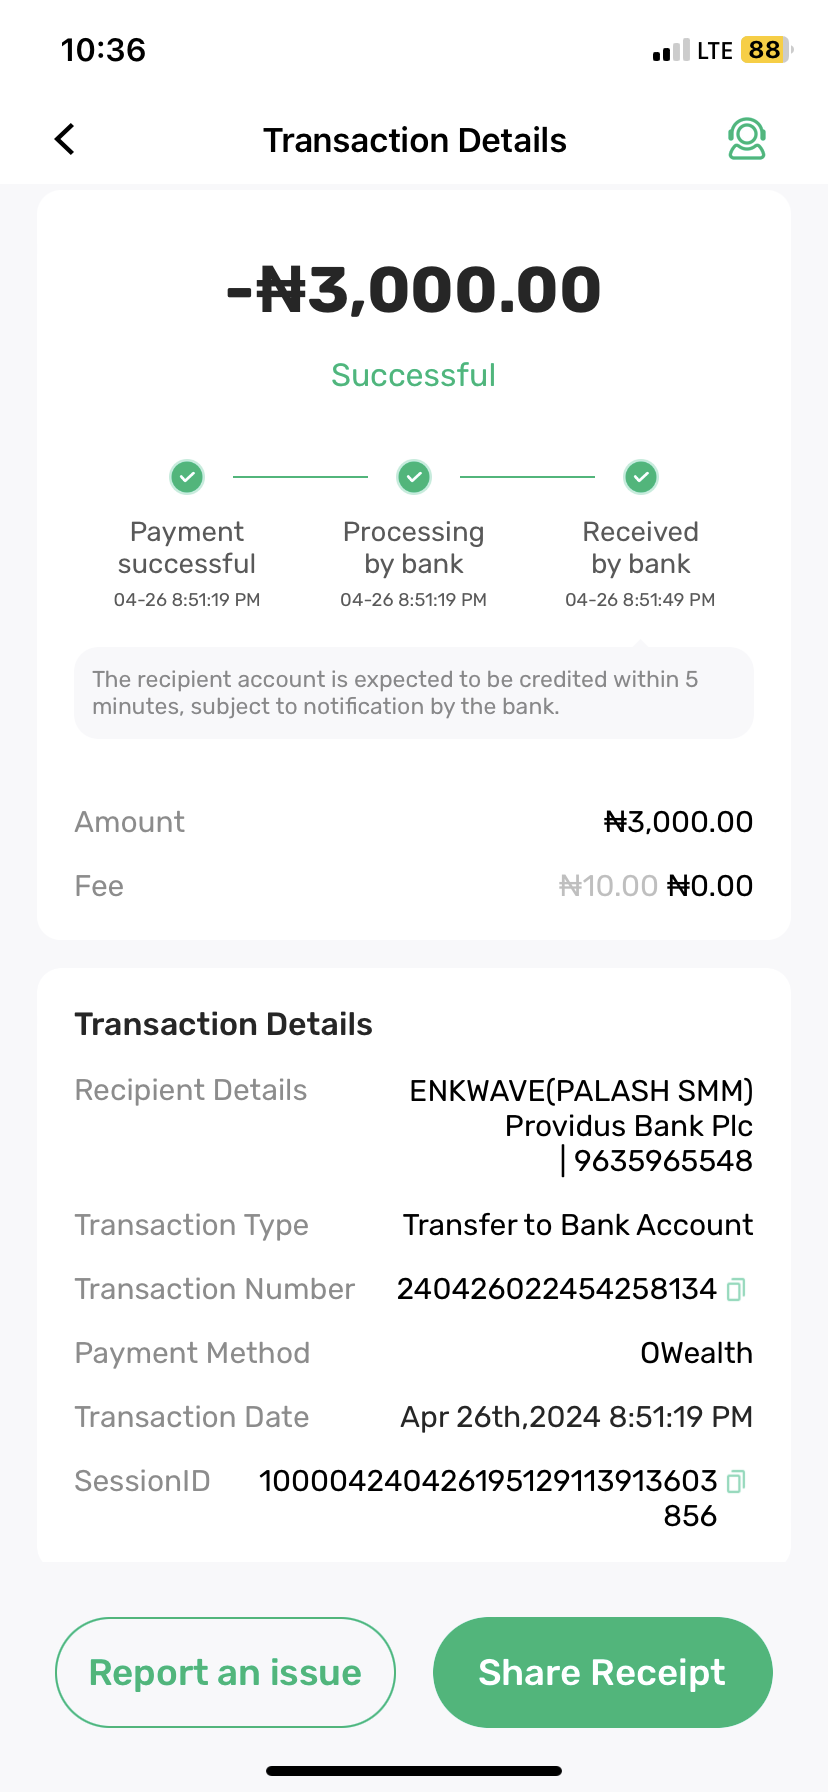 10:36
LTE 88
Transaction Details
-₦3,000.00
Successful
Payment successful
04-26 8:51:19 PM
Processing by bank
04-26 8:51:19 PM
Received by bank
04-26 8:51:49 PM
The recipient account is expected to be credited within 5
minutes, subject to notification by the bank.
Amount ₦3,000.00
Fee ₦10.00 ₦0.00
Transaction Details
Recipient Details ENKWAVE(PALASH SMM)
Providus Bank Plc
| 9635965548
Transaction Type Transfer to Bank Account
Transaction Number 240426022454258134
Payment Method OWealth
Transaction Date Apr 26th,2024 8:51:19 PM
SessionID 100004240426195129113913603
856
Report an issue
Share Receipt